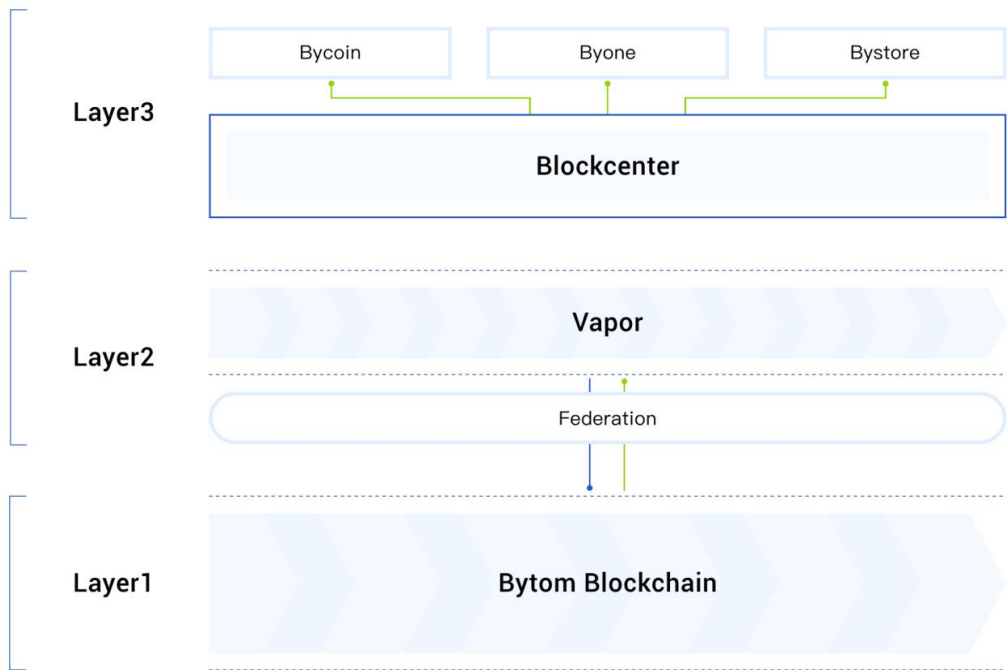 Bycoin
Byone
Bystore
Layer3
Blockcenter
Vapor
Layer2
Federation
Layer1
Bytom Blockchain